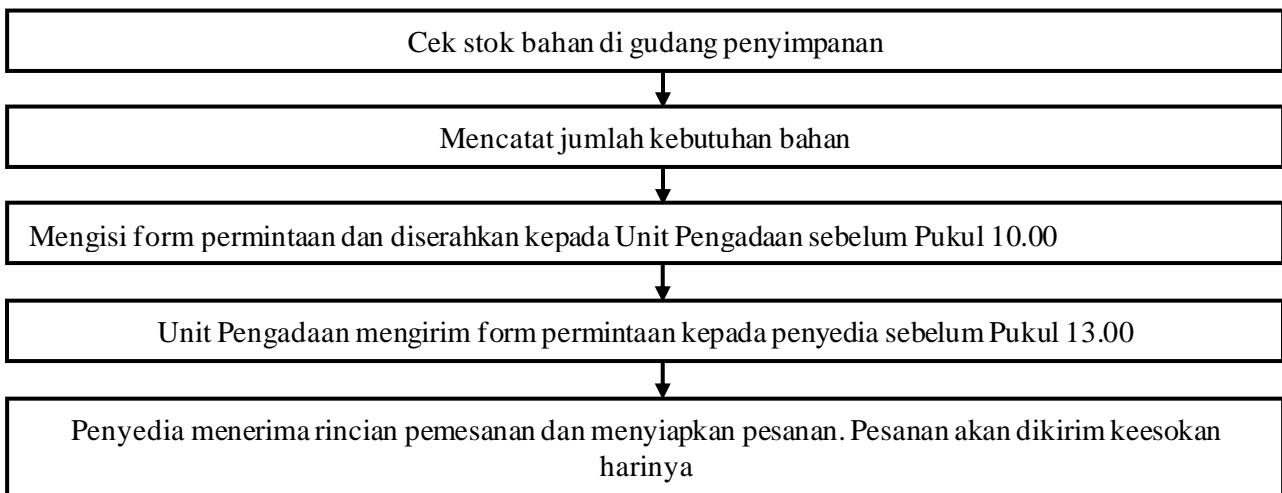 Cek stok bahan di gudang penyimpanan
Mencatat jumlah kebutuhan bahan
Mengisi form permintaan dan diserahkan kepada Unit Pengadaan sebelum Pukul 10.00
Unit Pengadaan mengirim form permintaan kepada penyedia sebelum Pukul 13.00
Penyedia menerima rincian pemesanan dan menyiapkan pesanan. Pesanan akan dikirim keesokan
harinya